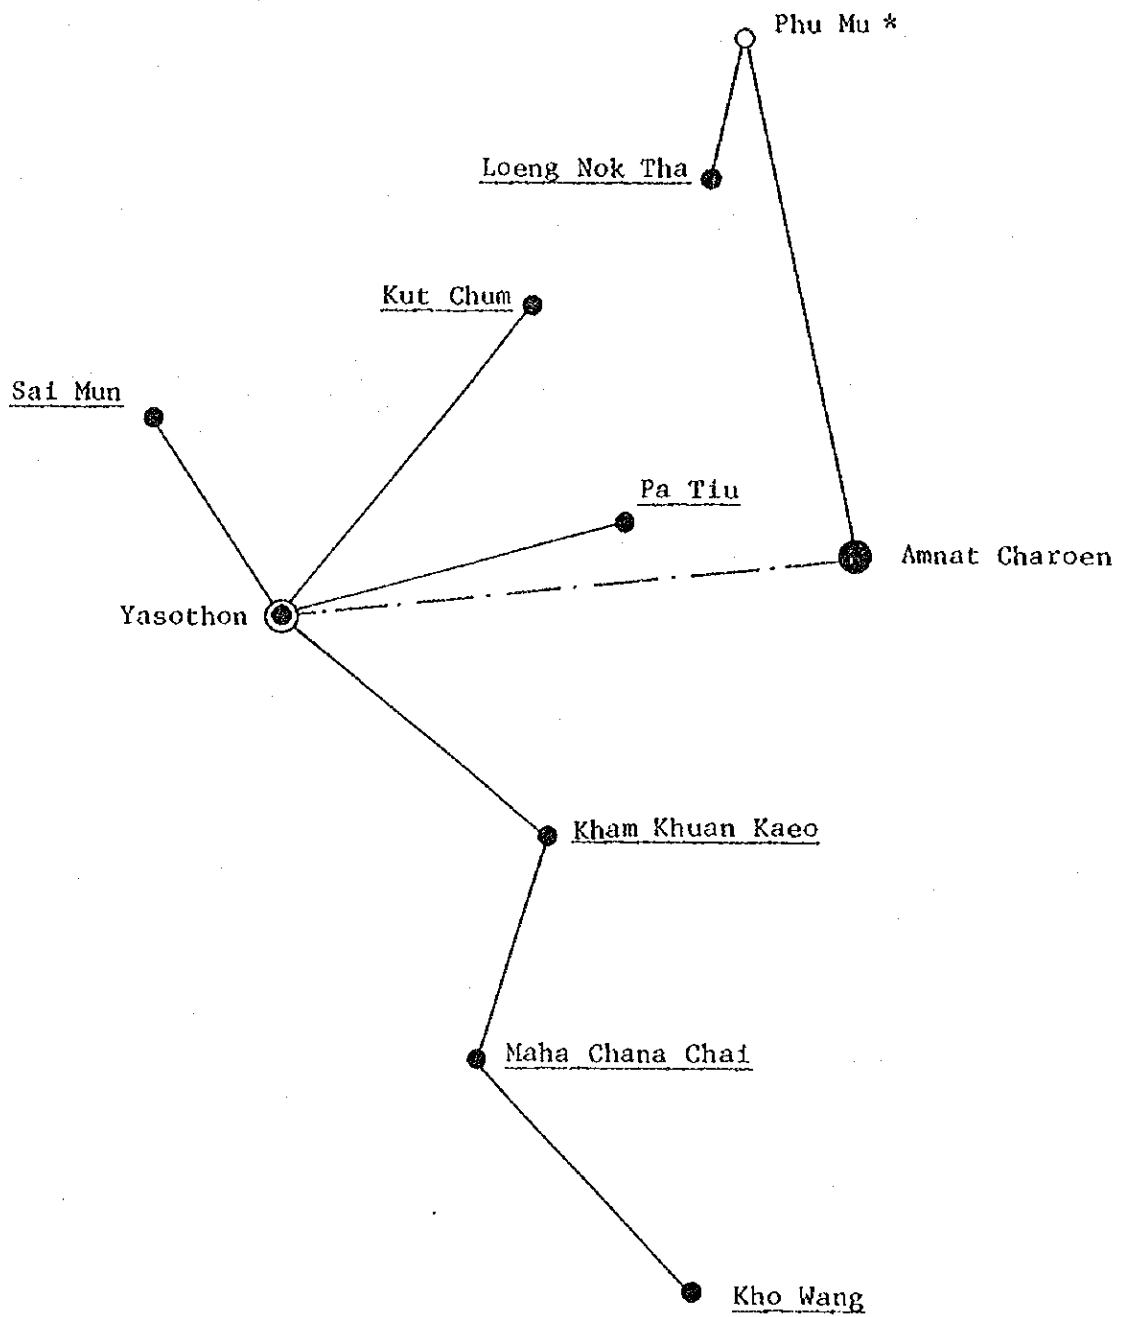 Phu Mu *
Loeng Nok Tha
Kut Chum
Sai Mun
Pa Tiu
Amnat Charoen
Yasothon
Kham Khuan Kaeo
Maha Chana Chai
Kho Wang